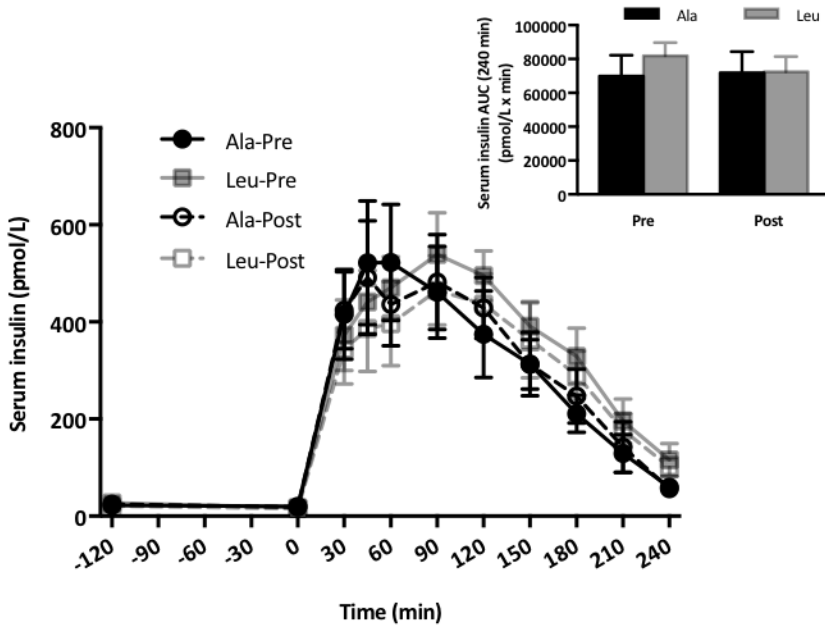 Ala
Leu
Serum insulin AUC (240 min)
(pmol/L x min)
100000
80000
60000
40000
20000
0
Pre
Post
Serum insulin (pmol/L)
800
600
400
200
0
Ala-Pre
Leu-Pre
Ala-Post
Leu-Post
-120
-90
-60
-30
0
30
60
90
120
150
180
210
240
Time (min)